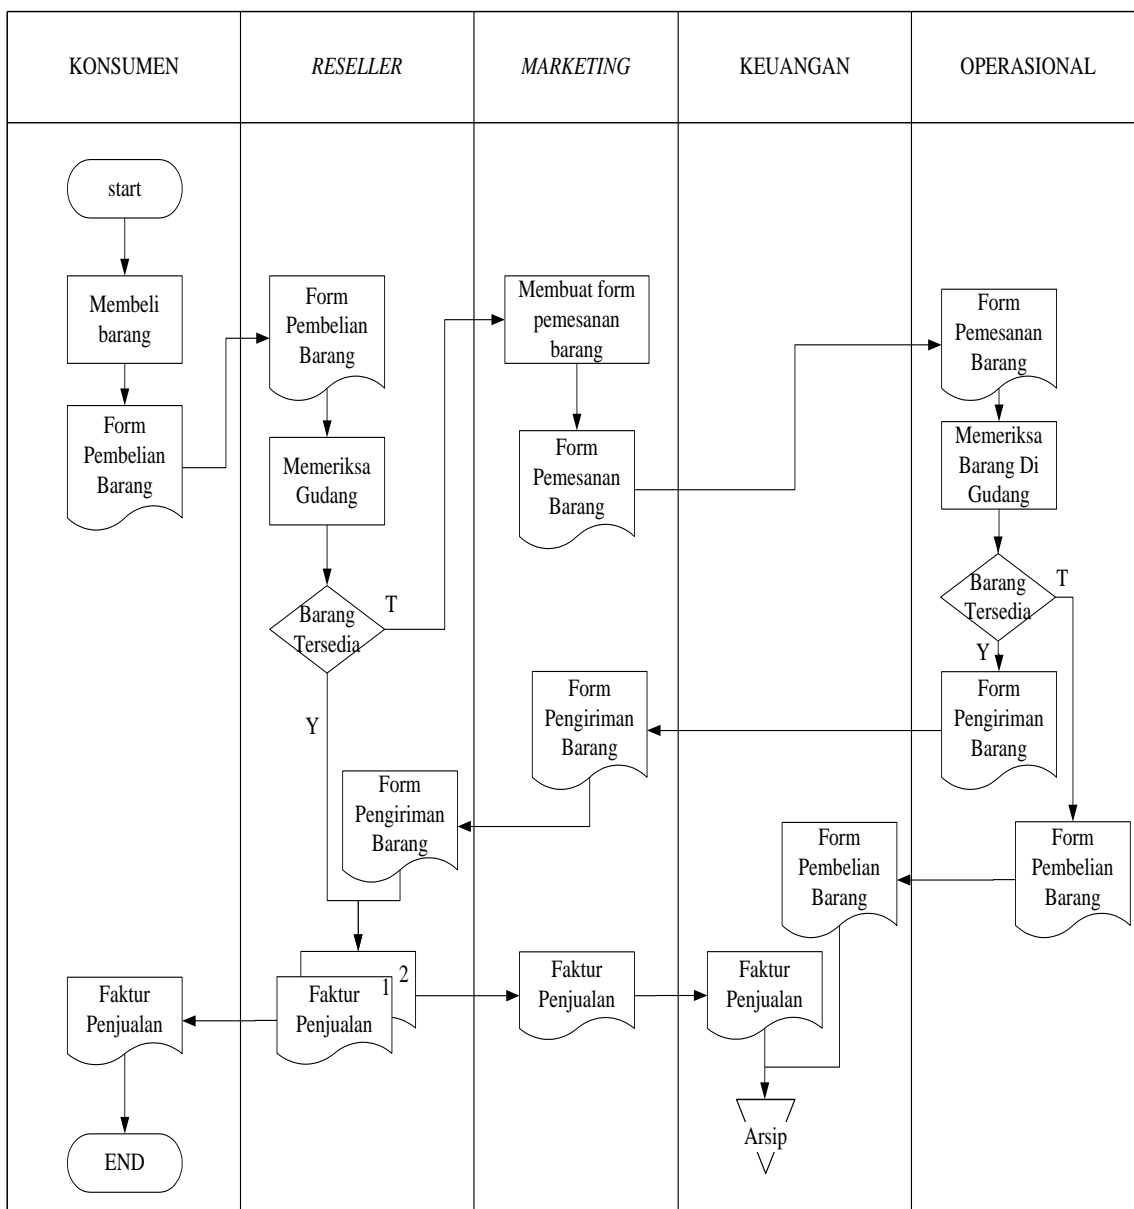 KONSUMEN
RESELLER
MARKETING
KEUANGAN
OPERASIONAL
start
Membeli
barang
Form
Pembelian
Barang
Form
Pembelian
Barang
Memeriksa
Gudang
Barang
Tersedia
T
Y
Membuat form
pemesanan
barang
Form
Pemesanan
Barang
Form
Pemesanan
Barang
Memeriksa
Barang Di
Gudang
Barang
Tersedia
T
Y
Form
Pengiriman
Barang
Form
Pengiriman
Barang
Form
Pengiriman
Barang
Form
Pembelian
Barang
Form
Pembelian
Barang
2
1
Faktur
Penjualan
Faktur
Penjualan
Faktur
Penjualan
Faktur
Penjualan
Arsip
END